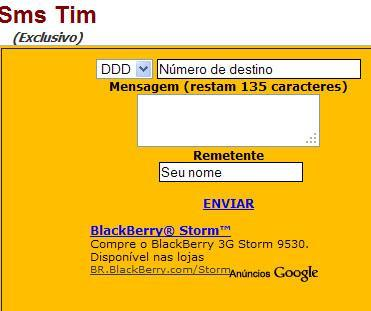 Sms Tim
(Exclusivo)
DDD Número de destino
Mensagem (restam 135 caracteres)
Remetente
Seu nome
ENVIAR
BlackBerry® Storm™
Compre o BlackBerry 3G Storm 9530.
Disponível nas lojas
BR.BlackBerry.com/Storm
Anúncios Google